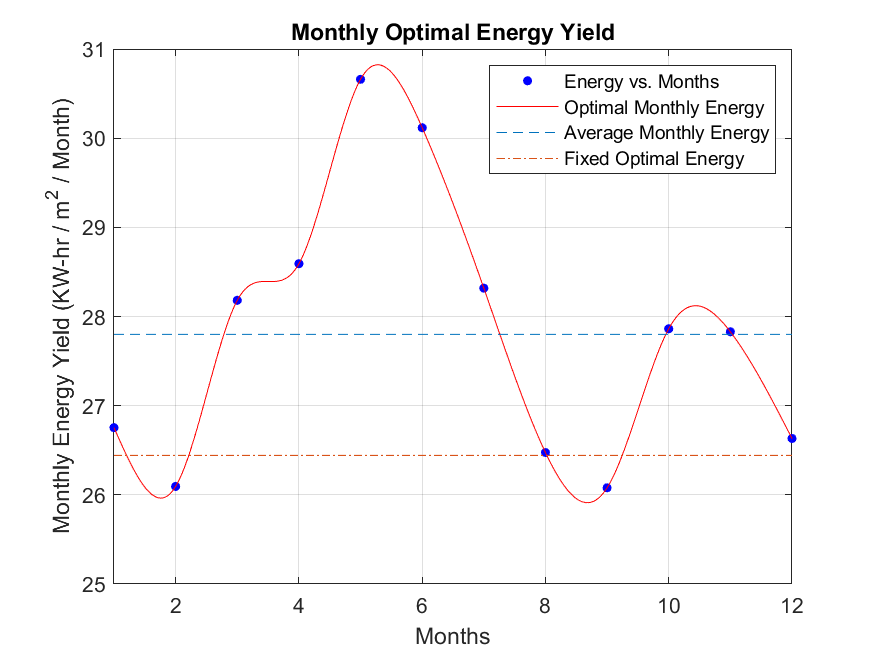 Monthly Optimal Energy Yield
Monthly Energy Yield (KW-hr / m² / Month)
31
30
29
28
27
26
25
Energy vs. Months
Optimal Monthly Energy
Average Monthly Energy
Fixed Optimal Energy
2 4 6 8 10 12
Months